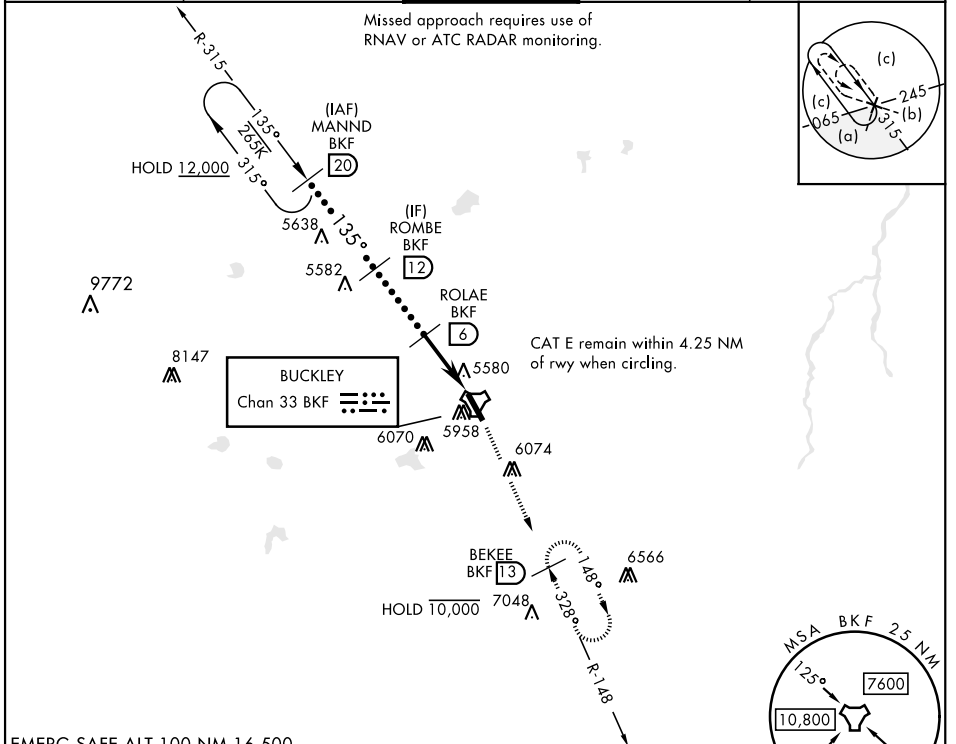 Missed approach requires use of
RNAV or ATC RADAR monitoring.
R-315
135°
265K
315°
HOLD 12,000
(IAF)
MANND
BKF
20
5638
135°
(IF)
ROMBE
BKF
12
5582
9772
ROLAE
BKF
6
8147
5580
CAT E remain within 4.25 NM
of rwy when circling.
BUCKLEY
Chan 33 BKF
5958
6070
6074
BEKEE
BKF 13
148°
328°
6566
HOLD 10,000
7048
R-148
(c)
(c)
245
065
(b)
(a)
315
MSA BKF 25 NM
125°
7600
10,800
EMERG SAFE ALT 100 NM 16,500